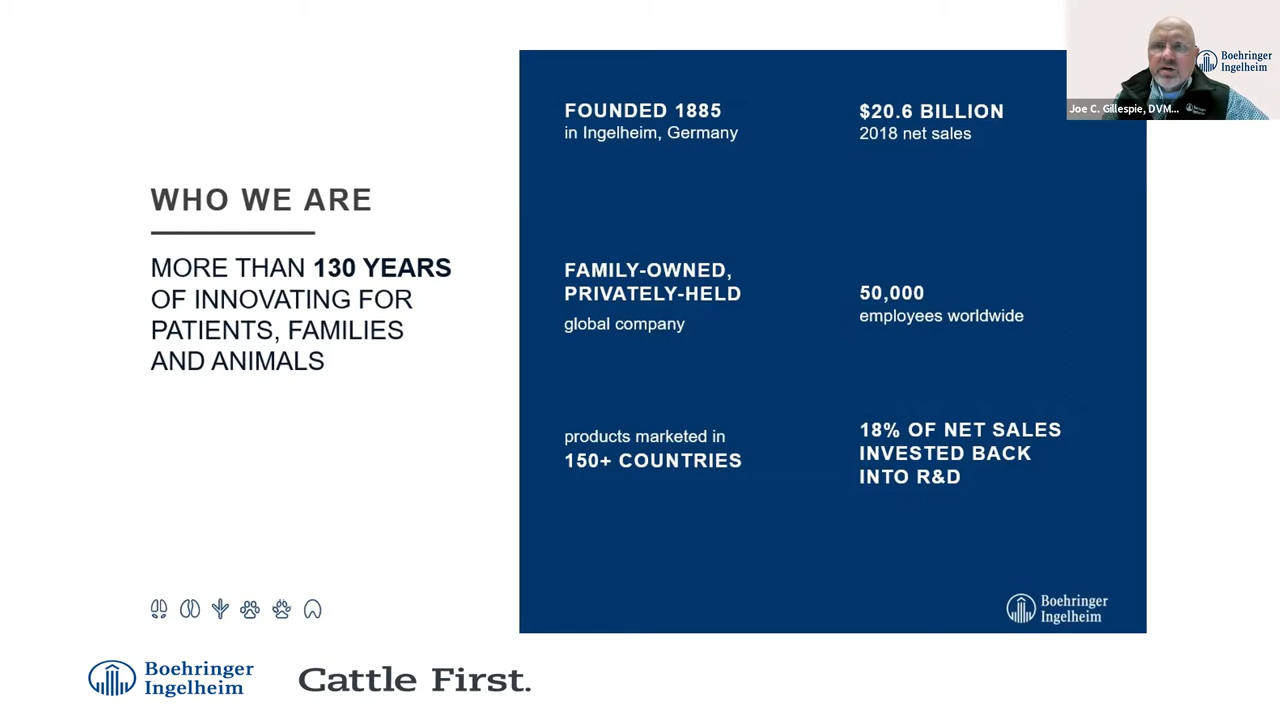 Boehringer
Ingelheim
Joe C. Gillespie, DVM...
WHO WE ARE
MORE THAN 130 YEARS
OF INNOVATING FOR
PATIENTS, FAMILIES
AND ANIMALS
FOUNDED 1885
in Ingelheim, Germany
$20.6 BILLION
2018 net sales
FAMILY-OWNED,
PRIVATELY-HELD
global company
50,000
employees worldwide
products marketed in
150+ COUNTRIES
18% OF NET SALES
INVESTED BACK
INTO R&D
Boehringer
Ingelheim
Boehringer
Ingelheim
Cattle First.